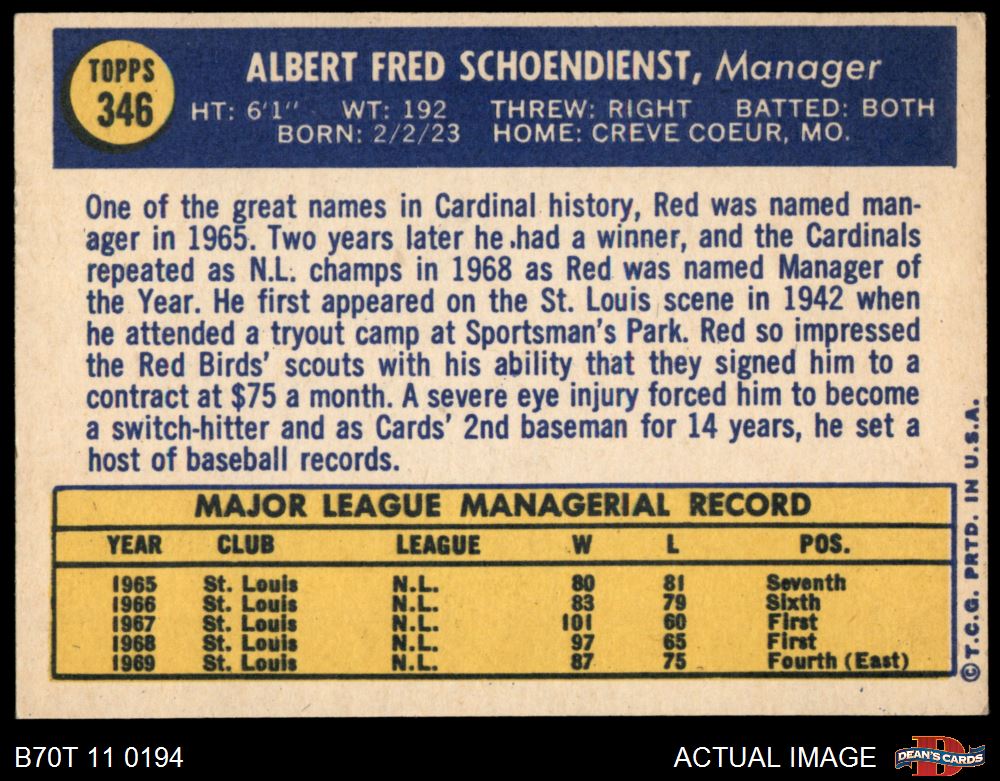 TOPPS
346
ALBERT FRED SCHOENDIENST, Manager
HT: 6'1" WT: 192 THREW: RIGHT BATTED: BOTH
BORN: 2/2/23 HOME: CREVE COEUR, MO.
One of the great names in Cardinal history, Red was named man-
ager in 1965. Two years later he had a winner, and the Cardinals
repeated as N.L. champs in 1968 as Red was named Manager of
the Year. He first appeared on the St. Louis scene in 1942 when
he attended a tryout camp at Sportsman's Park. Red so impressed
the Red Birds' scouts with his ability that they signed him to a
contract at $75 a month. A severe eye injury forced him to become
a switch-hitter and as Cards' 2nd baseman for 14 years, he set a
host of baseball records.
MAJOR LEAGUE MANAGERIAL RECORD
YEAR CLUB LEAGUE W L POS.
1965 St. Louis N.L. 80 81 Seventh
1966 St. Louis N.L. 83 79 Sixth
1967 St. Louis N.L. 101 60 First
1968 St. Louis N.L. 97 65 First
1969 St. Louis N.L. 87 75 Fourth (East)
©T.C.G. PRTD. IN U.S.A.
B70T 11 0194
ACTUAL IMAGE
D
DEAN'S CARDS